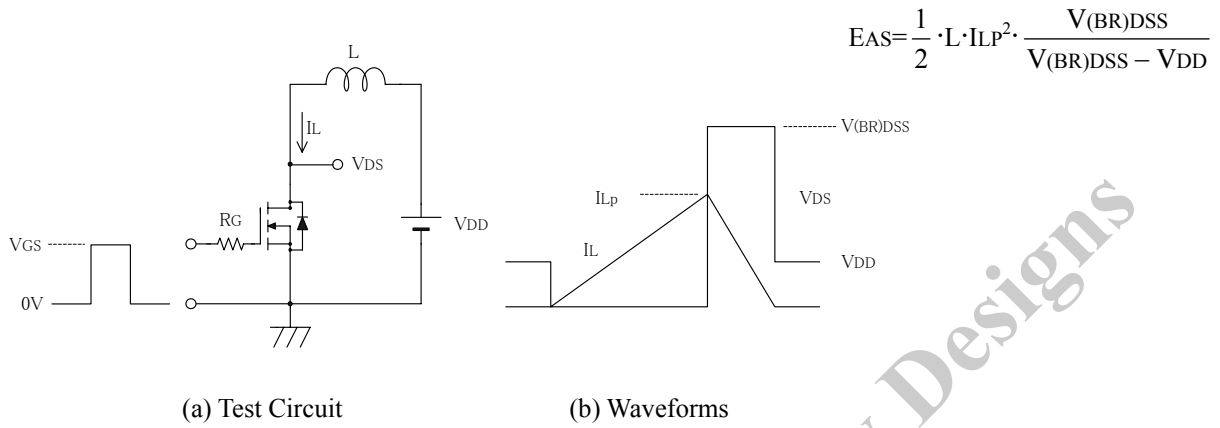 EAS=1/2 ·L·ILP²· V(BR)DSS / V(BR)DSS – VDD
L
IL
VDS
RG
VDD
VGS
0V
V(BR)DSS
ILp
VDS
IL
VDD
(a) Test Circuit
(b) Waveforms
Designs